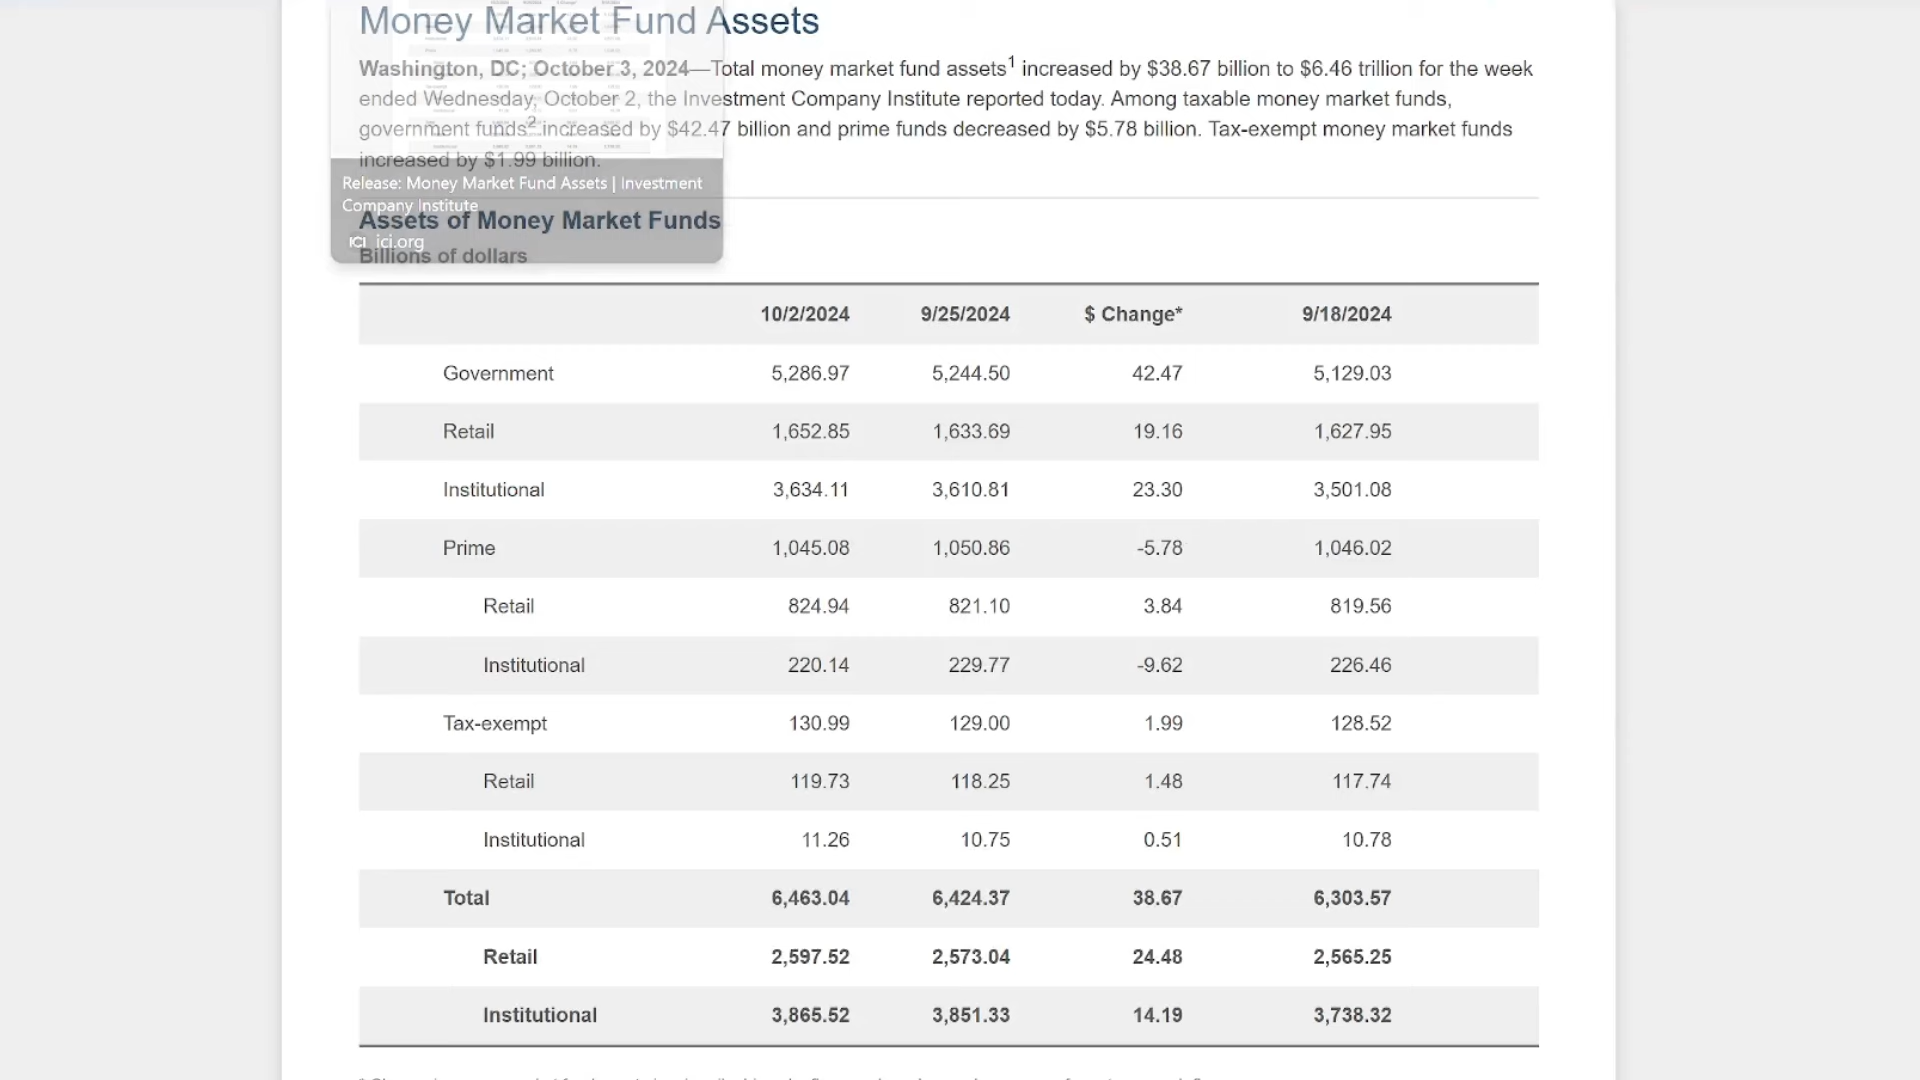 Money Market Fund Assets
Washington, DC; October 3, 2024—Total money market fund assets1 increased by $38.67 billion to $6.46 trillion for the week
ended Wednesday, October 2, the Investment Company Institute reported today. Among taxable money market funds,
government funds2 increased by $42.47 billion and prime funds decreased by $5.78 billion. Tax-exempt money market funds
increased by $1.99 billion.
Release: Money Market Fund Assets | Investment
Company Institute
Assets of Money Market Funds
ICI ici.org
Billions of dollars
10/2/2024 9/25/2024 $ Change* 9/18/2024
Government 5,286.97 5,244.50 42.47 5,129.03
Retail 1,652.85 1,633.69 19.16 1,627.95
Institutional 3,634.11 3,610.81 23.30 3,501.08
Prime 1,045.08 1,050.86 -5.78 1,046.02
Retail 824.94 821.10 3.84 819.56
Institutional 220.14 229.77 -9.62 226.46
Tax-exempt 130.99 129.00 1.99 128.52
Retail 119.73 118.25 1.48 117.74
Institutional 11.26 10.75 0.51 10.78
Total 6,463.04 6,424.37 38.67 6,303.57
Retail 2,597.52 2,573.04 24.48 2,565.25
Institutional 3,865.52 3,851.33 14.19 3,738.32